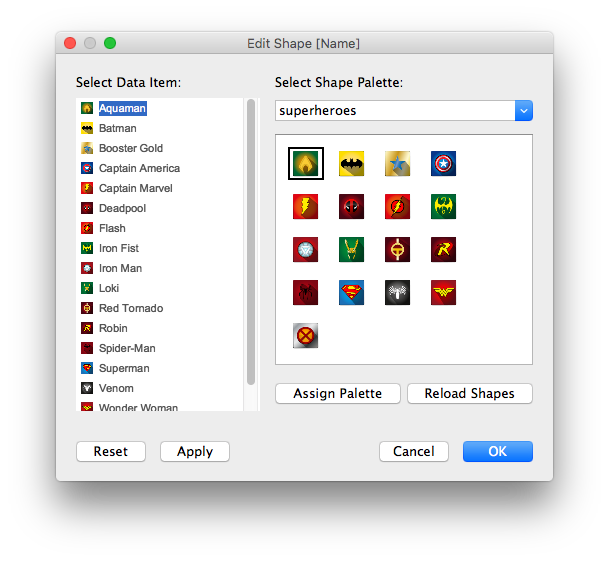 Edit Shape [Name]
Select Data Item:
Aquaman
Batman
Booster Gold
Captain America
Captain Marvel
Deadpool
Flash
Iron Fist
Iron Man
Loki
Red Tornado
Robin
Spider-Man
Superman
Venom
Wonder Woman
Select Shape Palette:
superheroes
Assign Palette
Reload Shapes
Reset
Apply
Cancel
OK